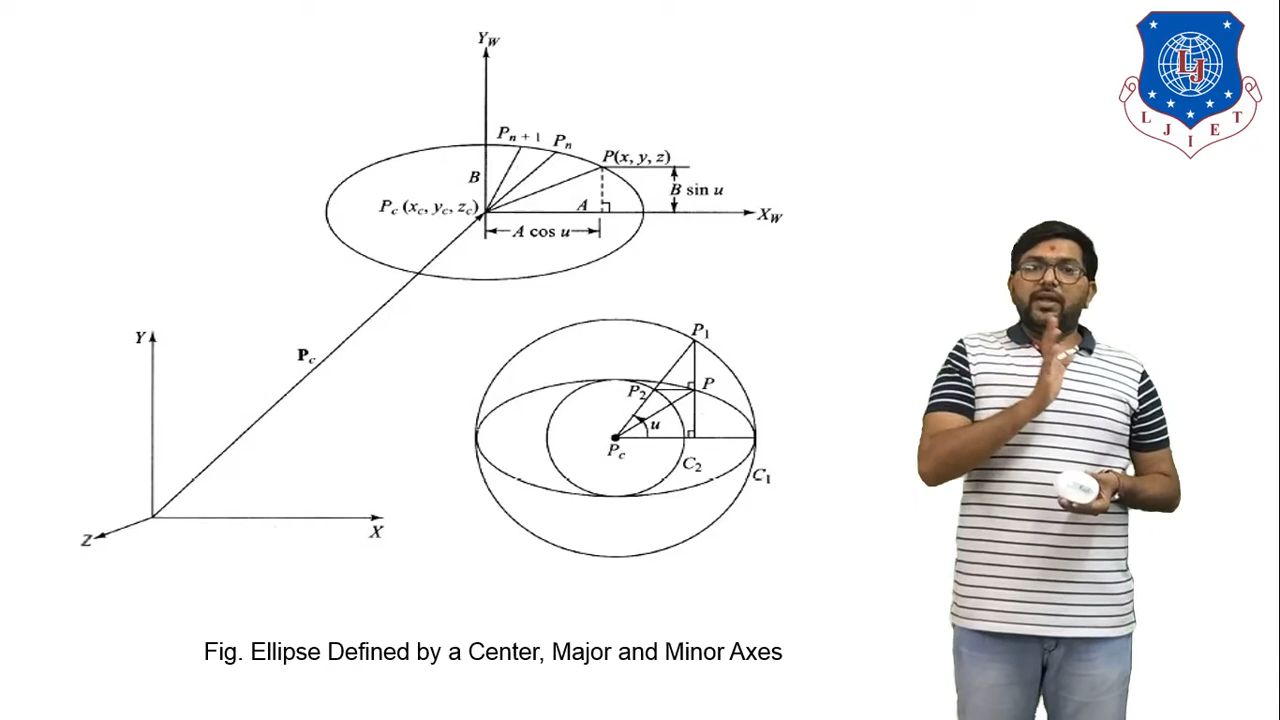 Y_W
P_n + 1
P_n
P(x, y, z)
B
B sin u
P_c (x_c, y_c, z_c)
A
X_W
A cos u
Y
P_c
Z
X
P_1
P_2
P
u
P_c
C_2
C_1
Fig. Ellipse Defined by a Center, Major and Minor Axes
LJ
L J I E T